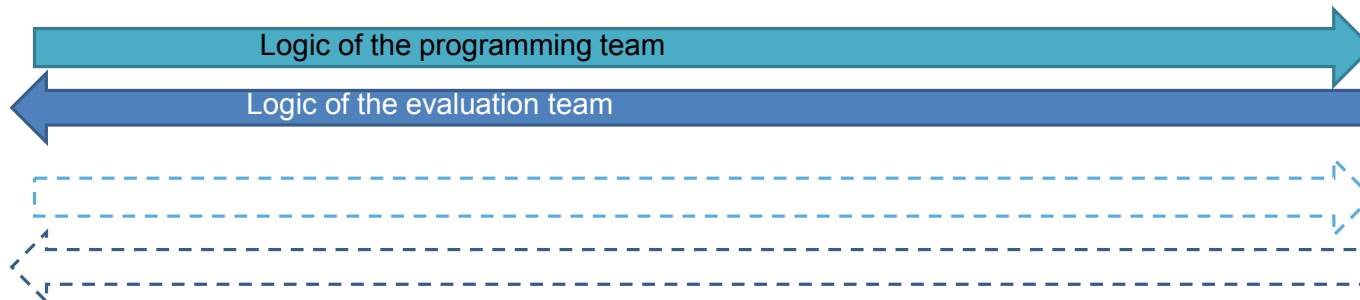 Logic of the programming team
Logic of the evaluation team